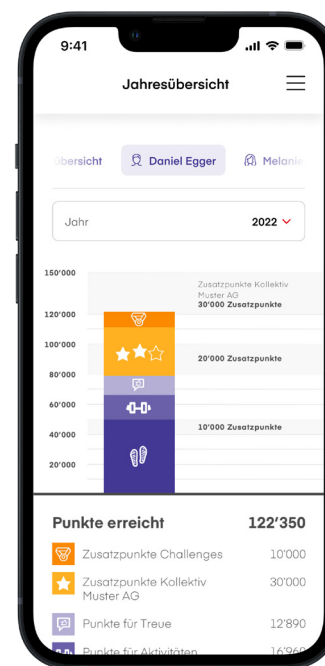 9:41
Jahresübersicht
übersicht
Daniel Egger
Melanie
Jahr
2022
150'000
Zusatzpunkte Kollektiv
Muster AG
30'000 Zusatzpunkte
120'000
100'000
20'000 Zusatzpunkte
80'000
60'000
10'000 Zusatzpunkte
40'000
20'000
Punkte erreicht 122'350
Zusatzpunkte Challenges 10'000
Zusatzpunkte Kollektiv 30'000
Muster AG
Punkte für Treue 12'890
Punkte für Aktivitäten 16'960